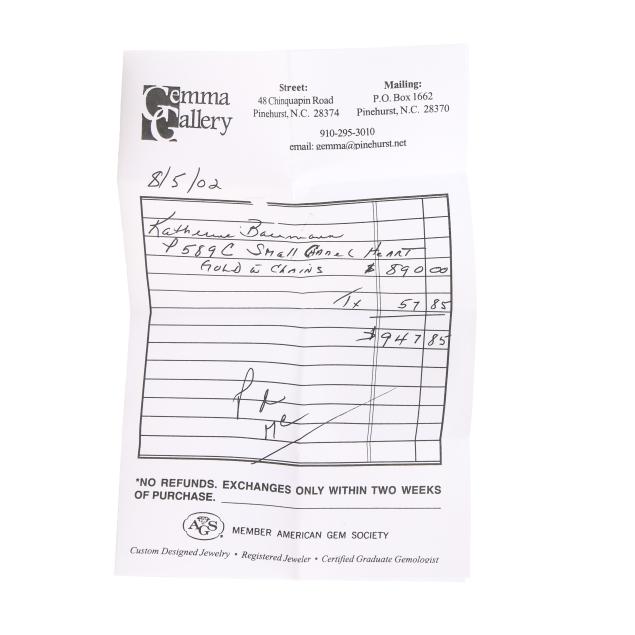 Gemma Gallery
Street:
48 Chinquapin Road
Pinehurst, N.C. 28374
Mailing:
P.O. Box 1662
Pinehurst, N.C. 28370
910-295-3010
email: gemma@pinehurst.net
8/5/02
Katherine Baumann
P589C Small Heart
Gold w Chains $ 890 00
Tx 57 85
$ 947 85
Pd
MC
*NO REFUNDS. EXCHANGES ONLY WITHIN TWO WEEKS
OF PURCHASE.
AGS
MEMBER AMERICAN GEM SOCIETY
Custom Designed Jewelry • Registered Jeweler • Certified Graduate Gemologist